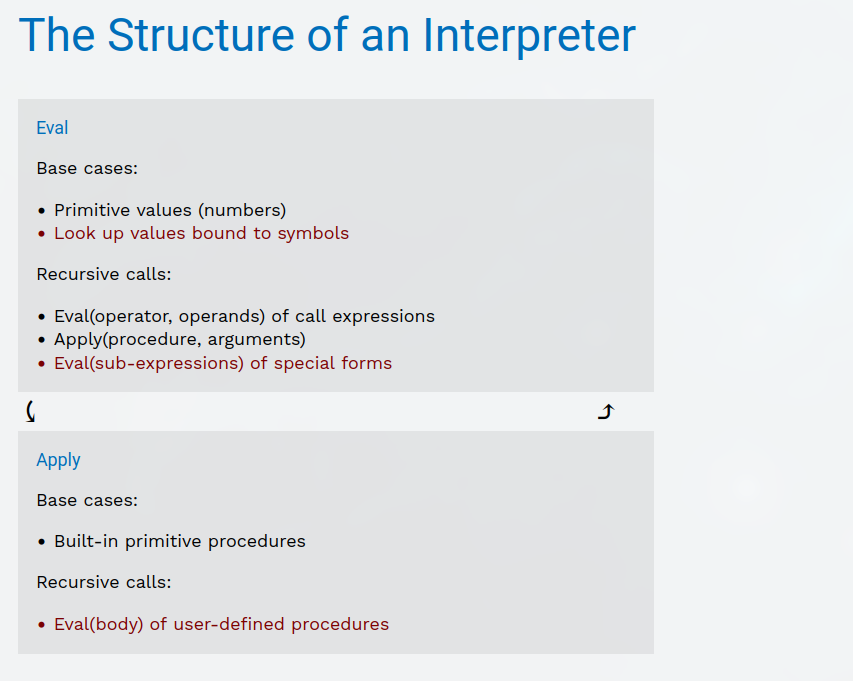 The Structure of an Interpreter
Eval
Base cases:
• Primitive values (numbers)
• Look up values bound to symbols
Recursive calls:
• Eval(operator, operands) of call expressions
• Apply(procedure, arguments)
• Eval(sub-expressions) of special forms
Apply
Base cases:
• Built-in primitive procedures
Recursive calls:
• Eval(body) of user-defined procedures